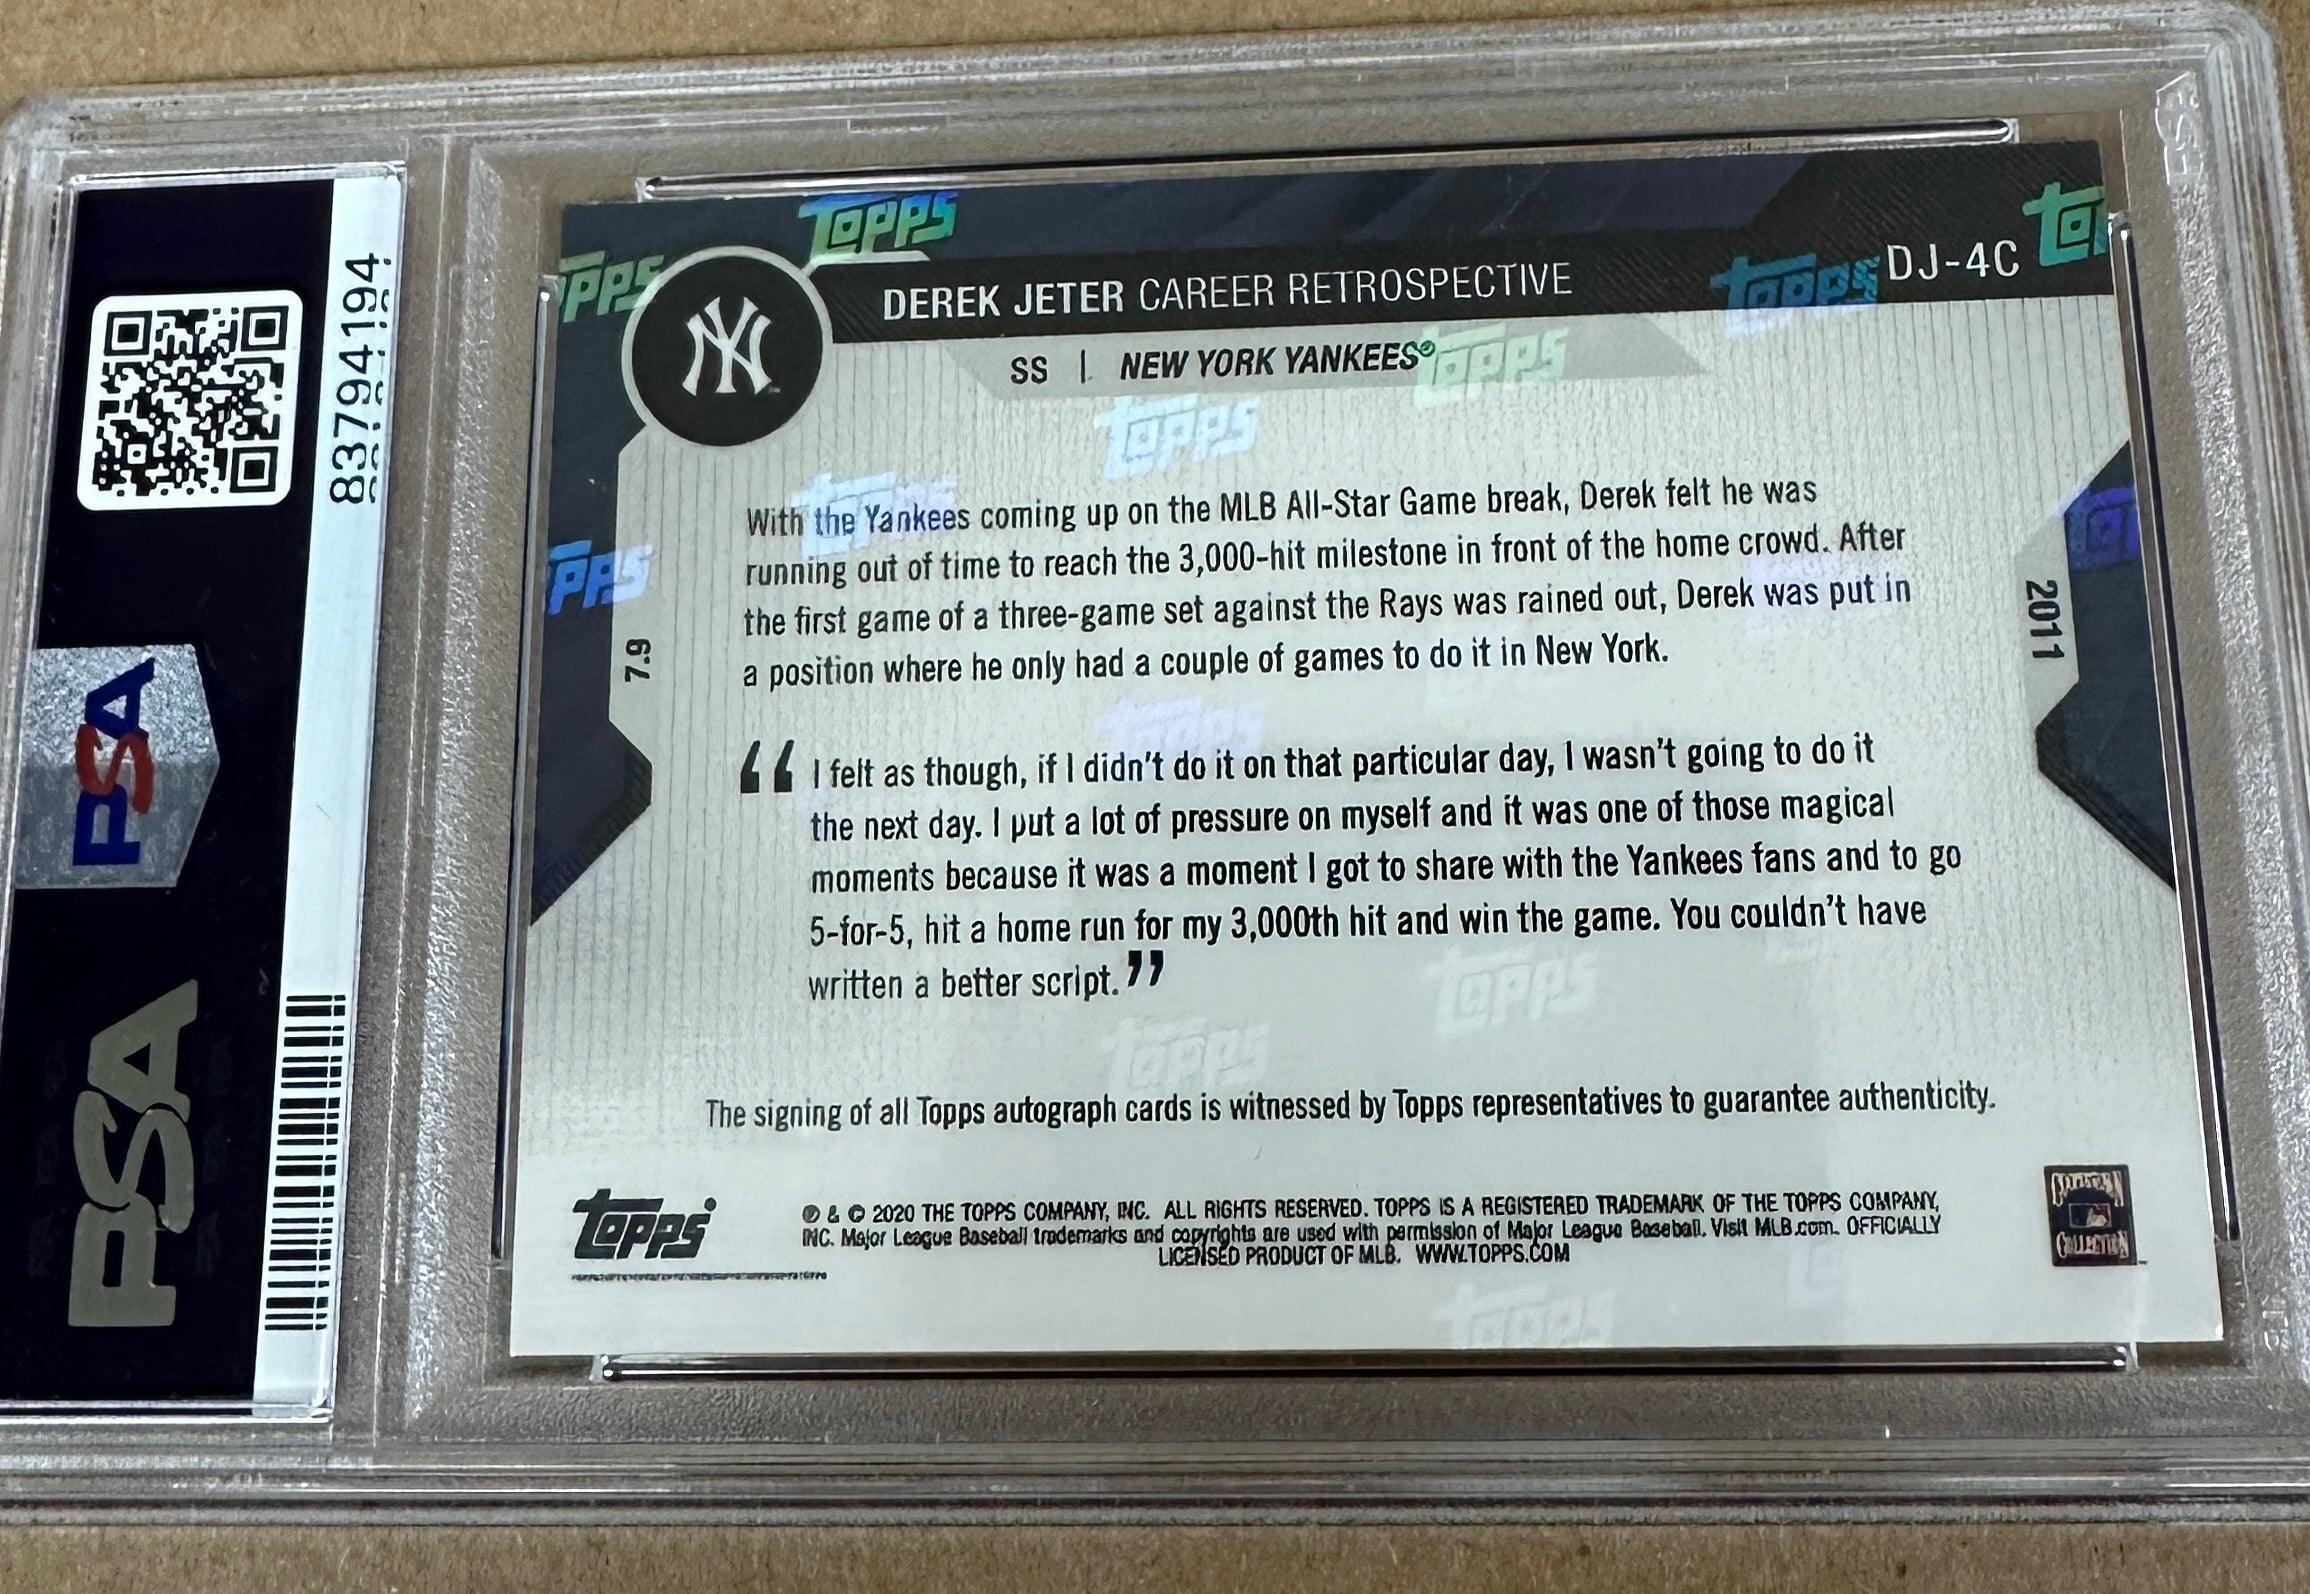 83794194
PSA
PSA
Topps
DEREK JETER CAREER RETROSPECTIVE
DJ-4C
SS | NEW YORK YANKEES®
With the Yankees coming up on the MLB All-Star Game break, Derek felt he was
running out of time to reach the 3,000-hit milestone in front of the home crowd. After
the first game of a three-game set against the Rays was rained out, Derek was put in
a position where he only had a couple of games to do it in New York.
7.9
2011
“I felt as though, if I didn't do it on that particular day, I wasn't going to do it
the next day. I put a lot of pressure on myself and it was one of those magical
moments because it was a moment I got to share with the Yankees fans and to go
5-for-5, hit a home run for my 3,000th hit and win the game. You couldn't have
written a better script.”
The signing of all Topps autograph cards is witnessed by Topps representatives to guarantee authenticity.
Topps
® & © 2020 THE TOPPS COMPANY, INC. ALL RIGHTS RESERVED. TOPPS IS A REGISTERED TRADEMARK OF THE TOPPS COMPANY,
INC. Major League Baseball trademarks and copyrights are used with permission of Major League Baseball. Visit MLB.com. OFFICIALLY
LICENSED PRODUCT OF MLB. WWW.TOPPS.COM